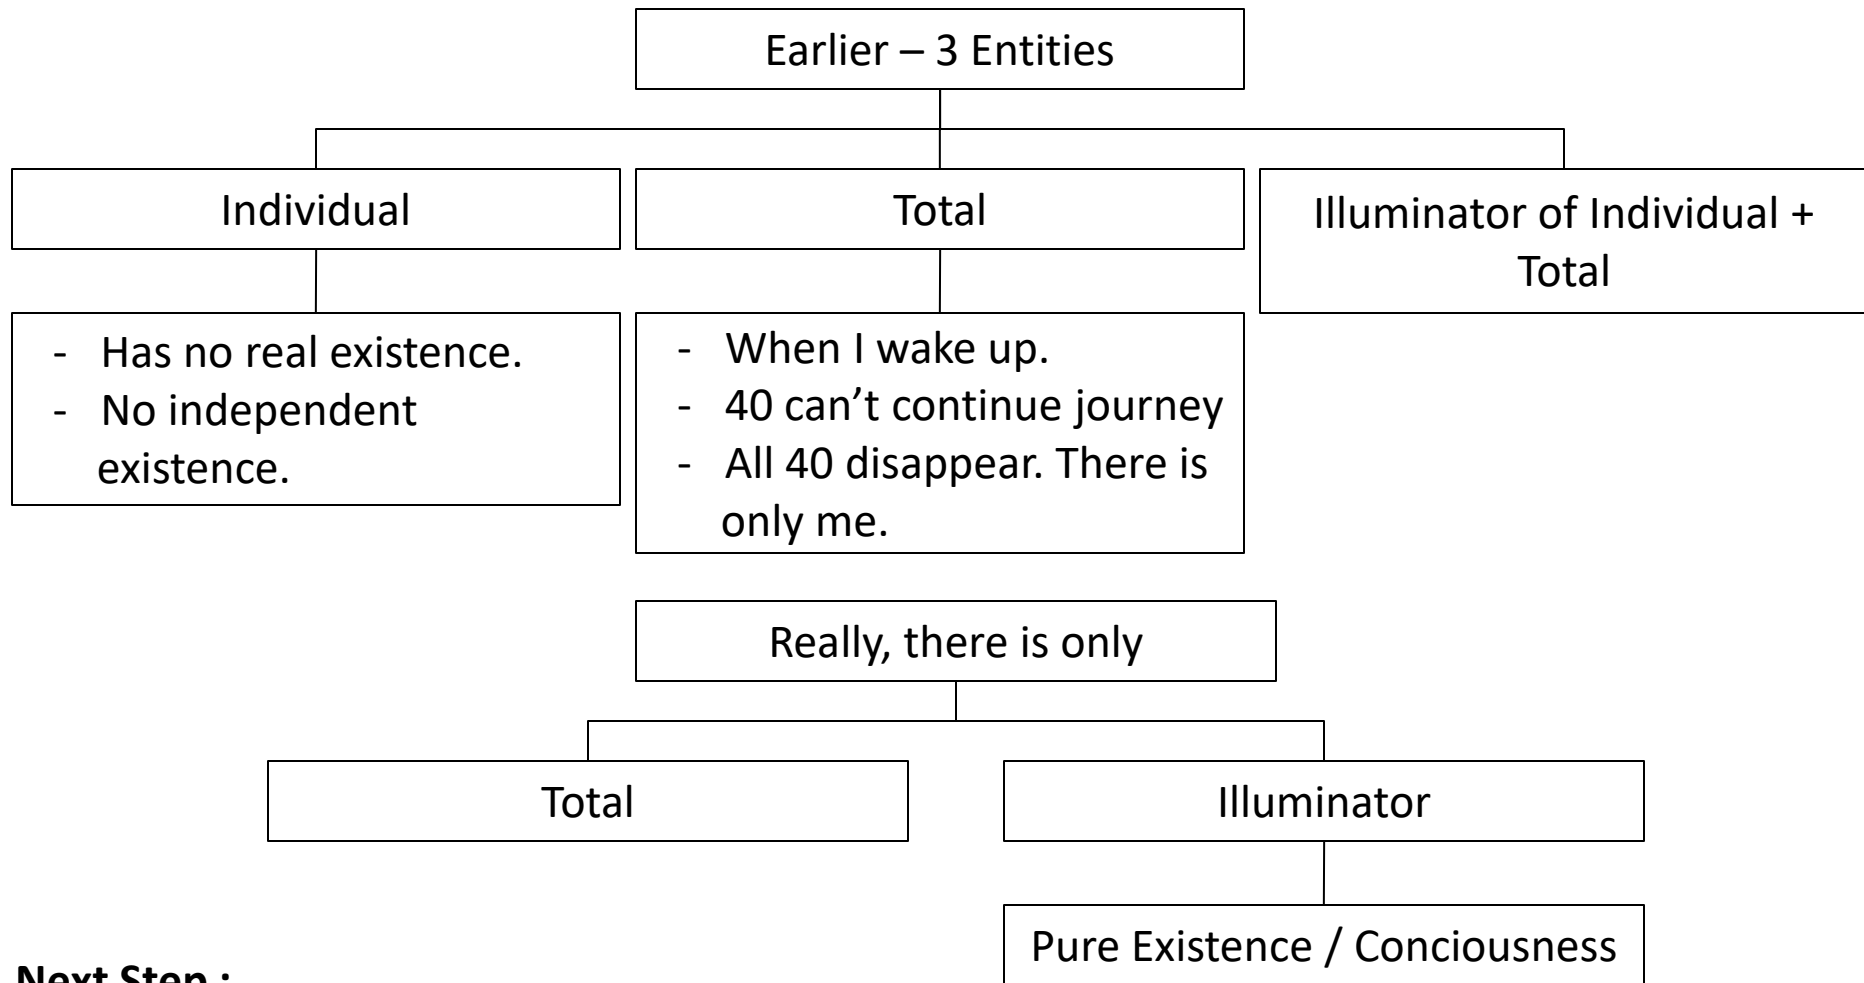 Earlier – 3 Entities
Individual
Total
Illuminator of Individual +
Total
- Has no real existence.
- No independent
existence.
- When I wake up.
- 40 can’t continue journey
- All 40 disappear. There is
only me.
Really, there is only
Total
Illuminator
Pure Existence / Conciousness
Next Step :